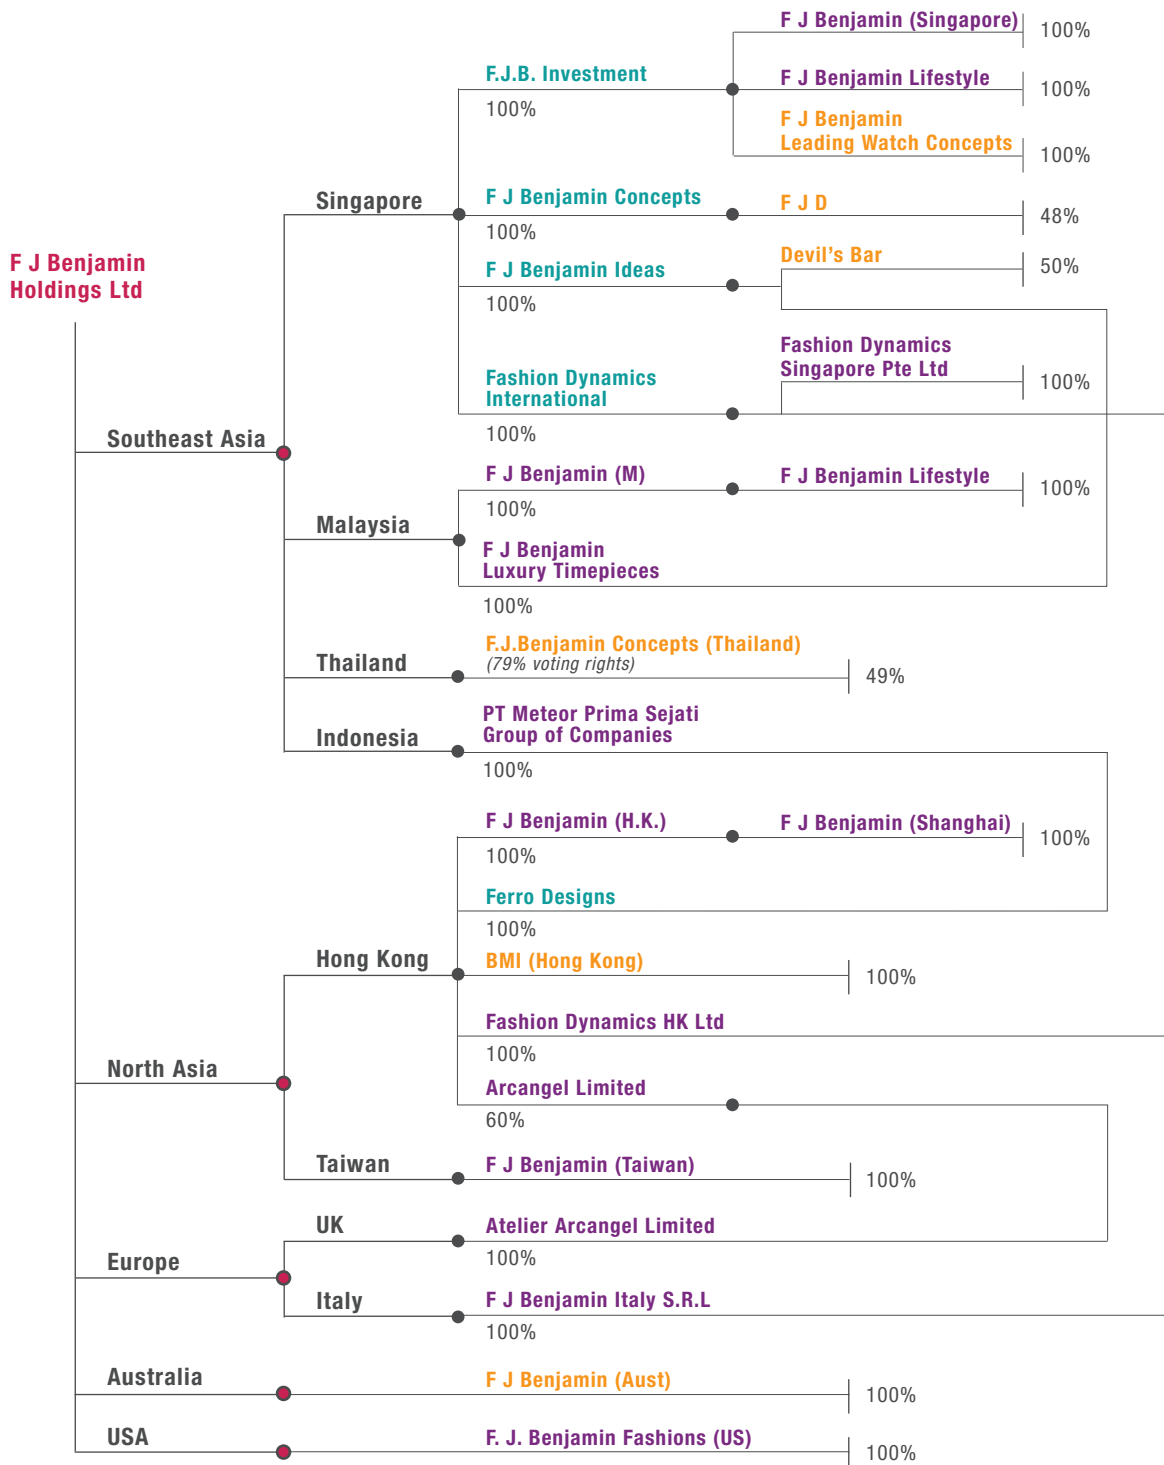 F J Benjamin
Holdings Ltd
Southeast Asia
Singapore
F.J.B. Investment
100%
F J Benjamin (Singapore)
100%
F J Benjamin Lifestyle
100%
F J Benjamin
Leading Watch Concepts
100%
F J Benjamin Concepts
100%
F J D
48%
F J Benjamin Ideas
100%
Devil's Bar
50%
Fashion Dynamics
International
100%
Fashion Dynamics
Singapore Pte Ltd
100%
Malaysia
F J Benjamin (M)
100%
F J Benjamin Lifestyle
100%
F J Benjamin
Luxury Timepieces
100%
Thailand
F.J.Benjamin Concepts (Thailand)
(79% voting rights)
49%
Indonesia
PT Meteor Prima Sejati
Group of Companies
100%
North Asia
Hong Kong
F J Benjamin (H.K.)
100%
F J Benjamin (Shanghai)
100%
Ferro Designs
100%
BMI (Hong Kong)
100%
Fashion Dynamics HK Ltd
100%
Arcangel Limited
60%
Taiwan
F J Benjamin (Taiwan)
100%
Europe
UK
Atelier Arcangel Limited
100%
Italy
F J Benjamin Italy S.R.L
100%
Australia
F J Benjamin (Aust)
100%
USA
F. J. Benjamin Fashions (US)
100%